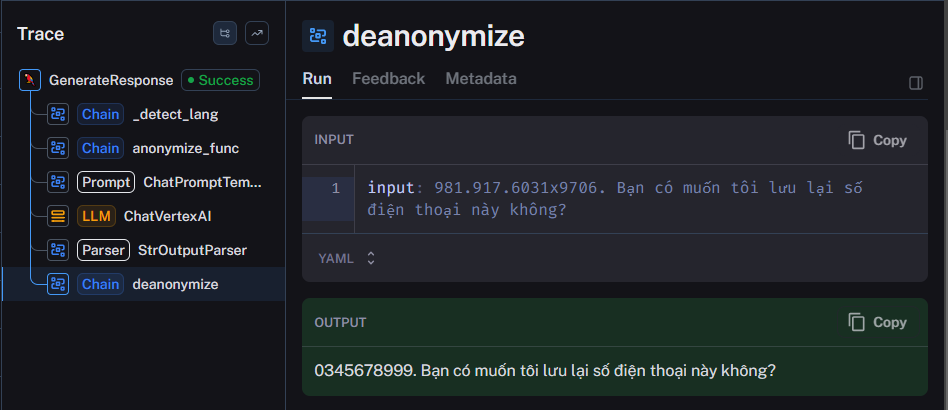 Trace
GenerateResponse Success
Chain _detect_lang
Chain anonymize_func
Prompt ChatPromptTem...
LLM ChatVertexAI
Parser StrOutputParser
Chain deanonymize
deanonymize
Run Feedback Metadata
INPUT Copy
1 input: 981.917.6031x9706. Bạn có muốn tôi lưu lại số
điện thoại này không?
YAML
OUTPUT Copy
0345678999. Bạn có muốn tôi lưu lại số điện thoại này không?